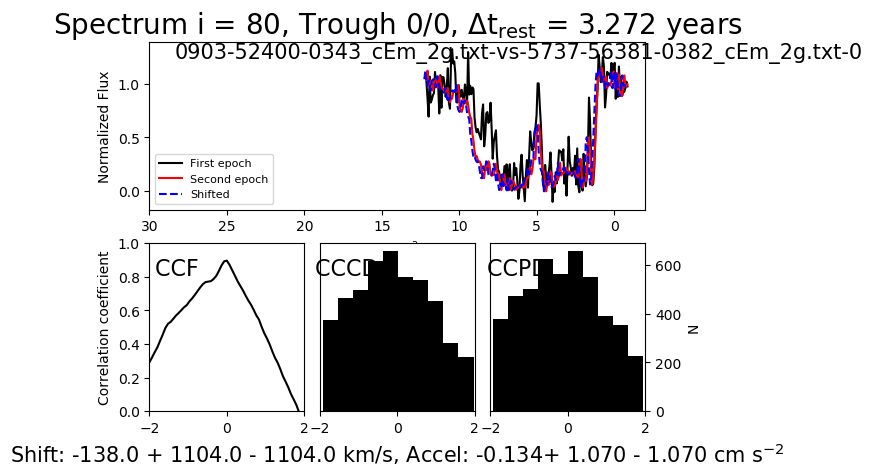 Spectrum i = 80, Trough 0/0, Δt_rest = 3.272 years
0903-52400-0343_cEm_2g.txt-vs-5737-56381-0382_cEm_2g.txt-0
Normalized Flux
1.0
0.5
0.0
First epoch
Second epoch
Shifted
30 25 20 15 10 5 0
Correlation coefficient
1.0
0.8
0.6
0.4
0.2
0.0
CCF
CCCD
CCPD
600
400
200
0
N
−2 0 2
−2 0 2
−2 0 2
Shift: -138.0 + 1104.0 - 1104.0 km/s, Accel: -0.134+ 1.070 - 1.070 cm s⁻²